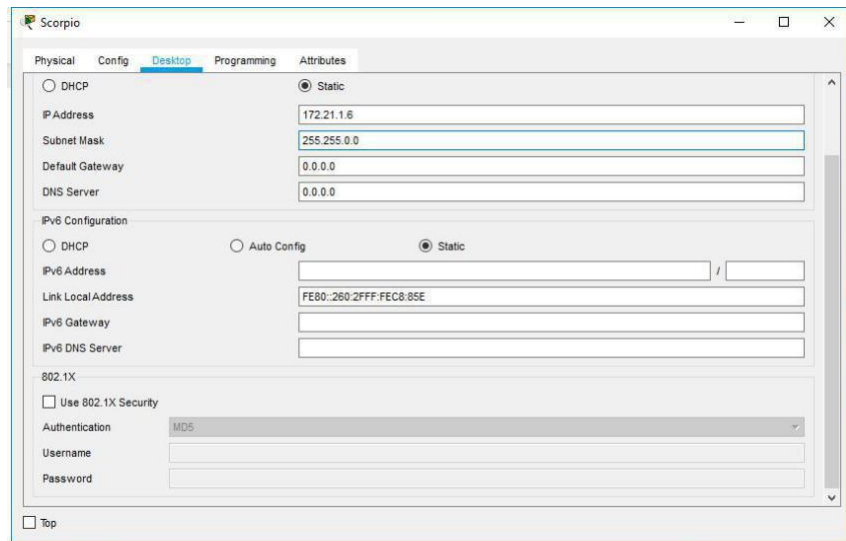 Scorpio
Physical Config Desktop Programming Attributes
DHCP Static
IP Address 172.21.1.6
Subnet Mask 255.255.0.0
Default Gateway 0.0.0.0
DNS Server 0.0.0.0
IPv6 Configuration
DHCP Auto Config Static
IPv6 Address /
Link Local Address FE80::260:2FFF:FEC8:85E
IPv6 Gateway
IPv6 DNS Server
802.1X
Use 802.1X Security
Authentication MD5
Username
Password
Top